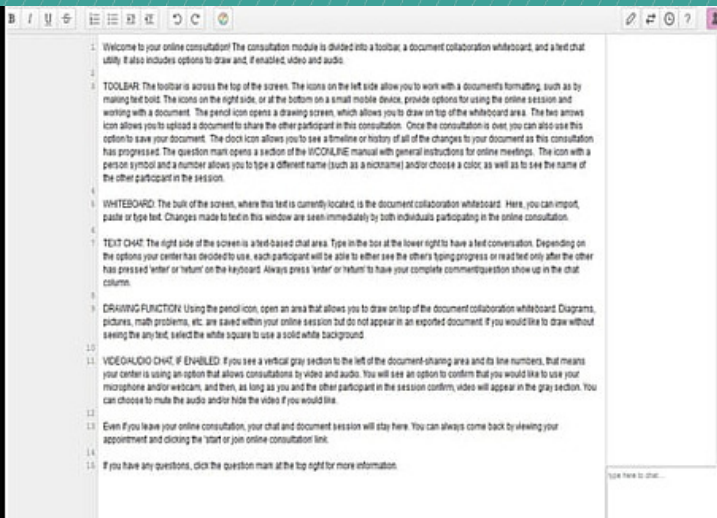 B I U S
?
1 Welcome to your online consultation! The consultation module is divided into a toolbar, a document collaboration whiteboard, and a text chat
utility. It also includes options to draw and, if enabled, video and audio.
2
3 TOOLBAR: The toolbar is across the top of the screen. The icons on the left side allow you to work with a document's formatting, such as by
making text bold. The icons on the right side, or at the bottom on a small mobile device, provide options for using the online session and
working with a document. The pencil icon opens a drawing screen, which allows you to draw on top of the whiteboard area. The two arrows
icon allows you to upload a document to share the other participant in this consultation. Once the consultation is over, you can also use this
option to save your document. The clock icon allows you to see a timeline or history of all of the changes to your document as this consultation
has progressed. The question mark opens a section of the WCONLINE manual with general instructions for online meetings. The icon with a
person symbol and a number allows you to type a different name (such as a nickname) and/or choose a color, as well as to see the name of
the other participant in the session.
4
5 WHITEBOARD: The bulk of the screen, where this text is currently located, is the document collaboration whiteboard. Here, you can import,
paste or type text. Changes made to text in this window are seen immediately by both individuals participating in the online consultation.
6
7 TEXT CHAT: The right side of the screen is a text-based chat area. Type in the box at the lower right to have a text conversation. Depending on
the options your center has decided to use, each participant will be able to either see the other's typing progress or read text only after the other
has pressed 'enter' or 'return' on the keyboard. Always press 'enter' or 'return' to have your complete comment/question show up in the chat
column.
8
9 DRAWING FUNCTION: Using the pencil icon, open an area that allows you to draw on top of the document collaboration whiteboard. Diagrams,
pictures, math problems, etc. are saved within your online session but do not appear in an exported document. If you would like to draw without
seeing the any text, select the white square to use a solid white background.
10
11 VIDEO/AUDIO CHAT, IF ENABLED: If you see a vertical gray section to the left of the document-sharing area and its line numbers, that means
your center is using an option that allows consultations by video and audio. You will see an option to confirm that you would like to use your
microphone and/or webcam, and then, as long as you and the other participant in the session confirm, video will appear in the gray section. You
can choose to mute the audio and/or hide the video if you would like.
12
13 Even if you leave your online consultation, your chat and document session will stay here. You can always come back by viewing your
appointment and clicking the 'start or join online consultation' link.
14
15 If you have any questions, click the question mark at the top right for more information.
type here to chat...